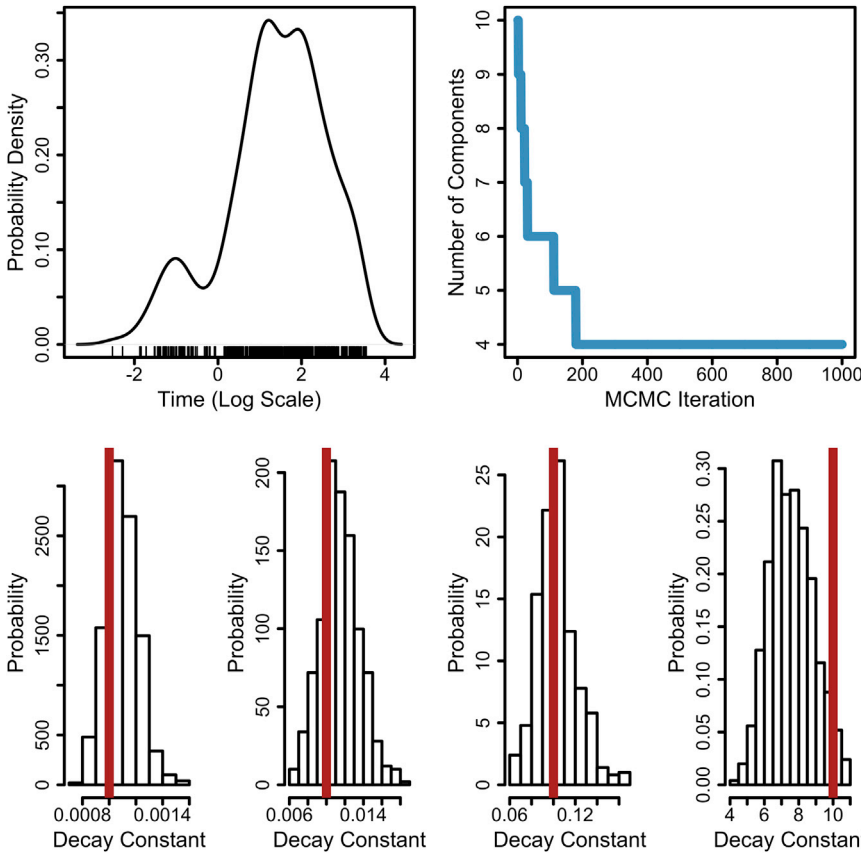 Probability Density
0.00 0.10 0.20 0.30
-2 0 2 4
Time (Log Scale)
Number of Components
4 5 6 7 8 9 10
0 200 400 600 800 1000
MCMC Iteration
Probability
0 500 1500 2500
0.0008 0.0014
Decay Constant
Probability
0 50 100 150 200
0.006 0.014
Decay Constant
Probability
0 5 10 15 20 25
0.06 0.12
Decay Constant
Probability
0.00 0.05 0.10 0.15 0.20 0.25 0.30
4 6 8 10
Decay Constan